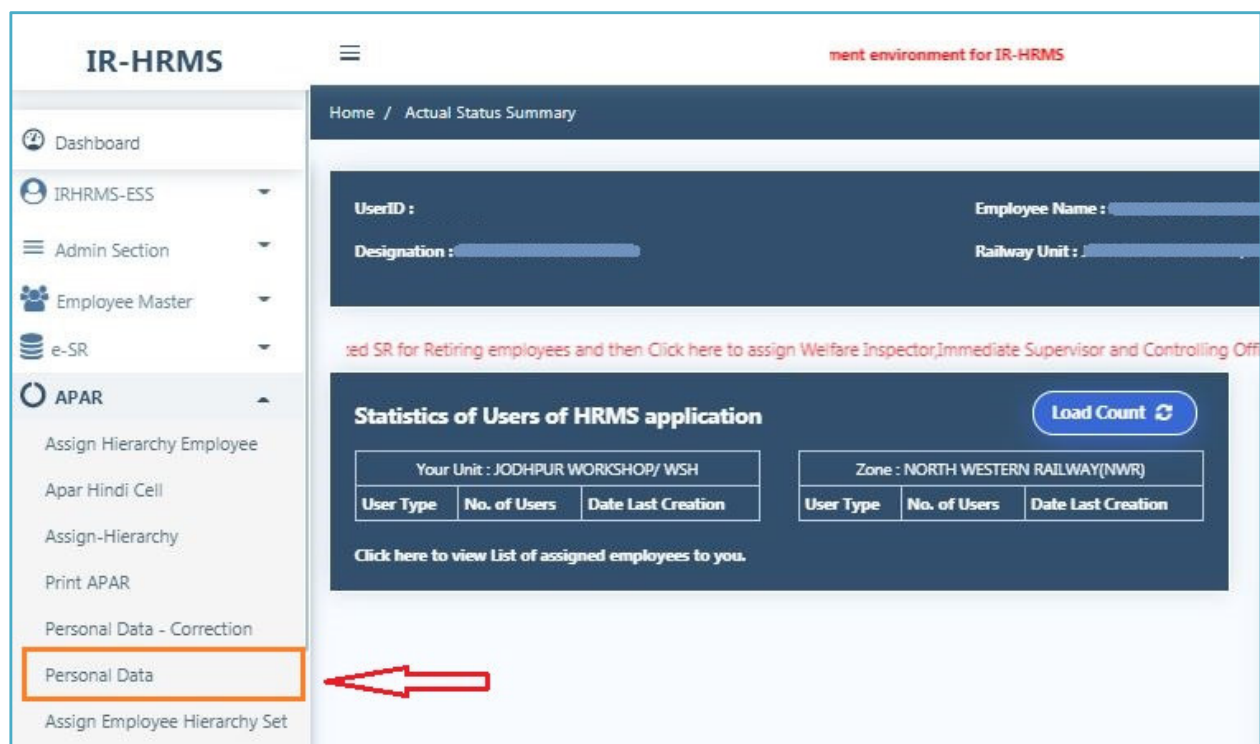 IR-HRMS
ment environment for IR-HRMS
Home / Actual Status Summary
Dashboard
IRHRMS-ESS
Admin Section
Employee Master
e-SR
APAR
Assign Hierarchy Employee
Apar Hindi Cell
Assign-Hierarchy
Print APAR
Personal Data - Correction
Personal Data
Assign Employee Hierarchy Set
UserID :
Employee Name :
Designation :
Railway Unit :
SR for Retiring employees and then Click here to assign Welfare Inspector,Immediate Supervisor and Controlling Offi
Statistics of Users of HRMS application
Load Count
Your Unit : JODHPUR WORKSHOP/ WSH
User Type No. of Users Date Last Creation
Zone : NORTH WESTERN RAILWAY(NWR)
User Type No. of Users Date Last Creation
Click here to view List of assigned employees to you.